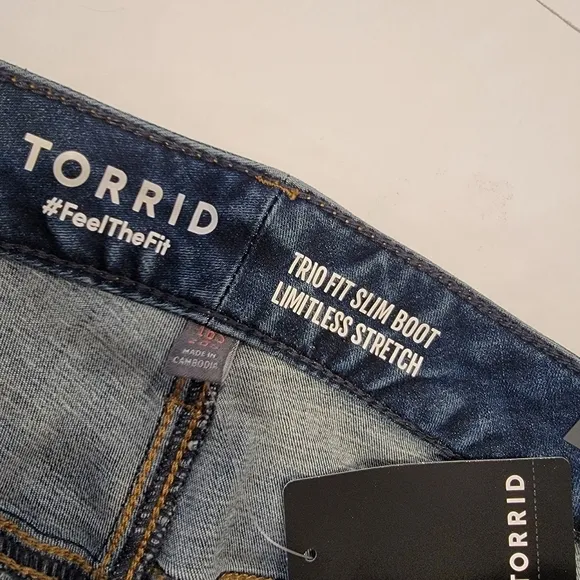 TORRID
#FeelTheFit
TRIO FIT SLIM BOOT
LIMITLESS STRETCH
MADE IN
CAMBODIA
TORRID